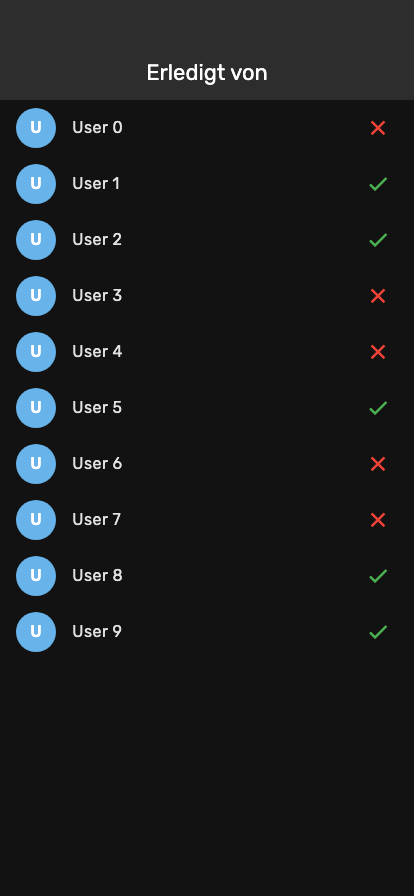 Erledigt von
U User 0
U User 1
U User 2
U User 3
U User 4
U User 5
U User 6
U User 7
U User 8
U User 9